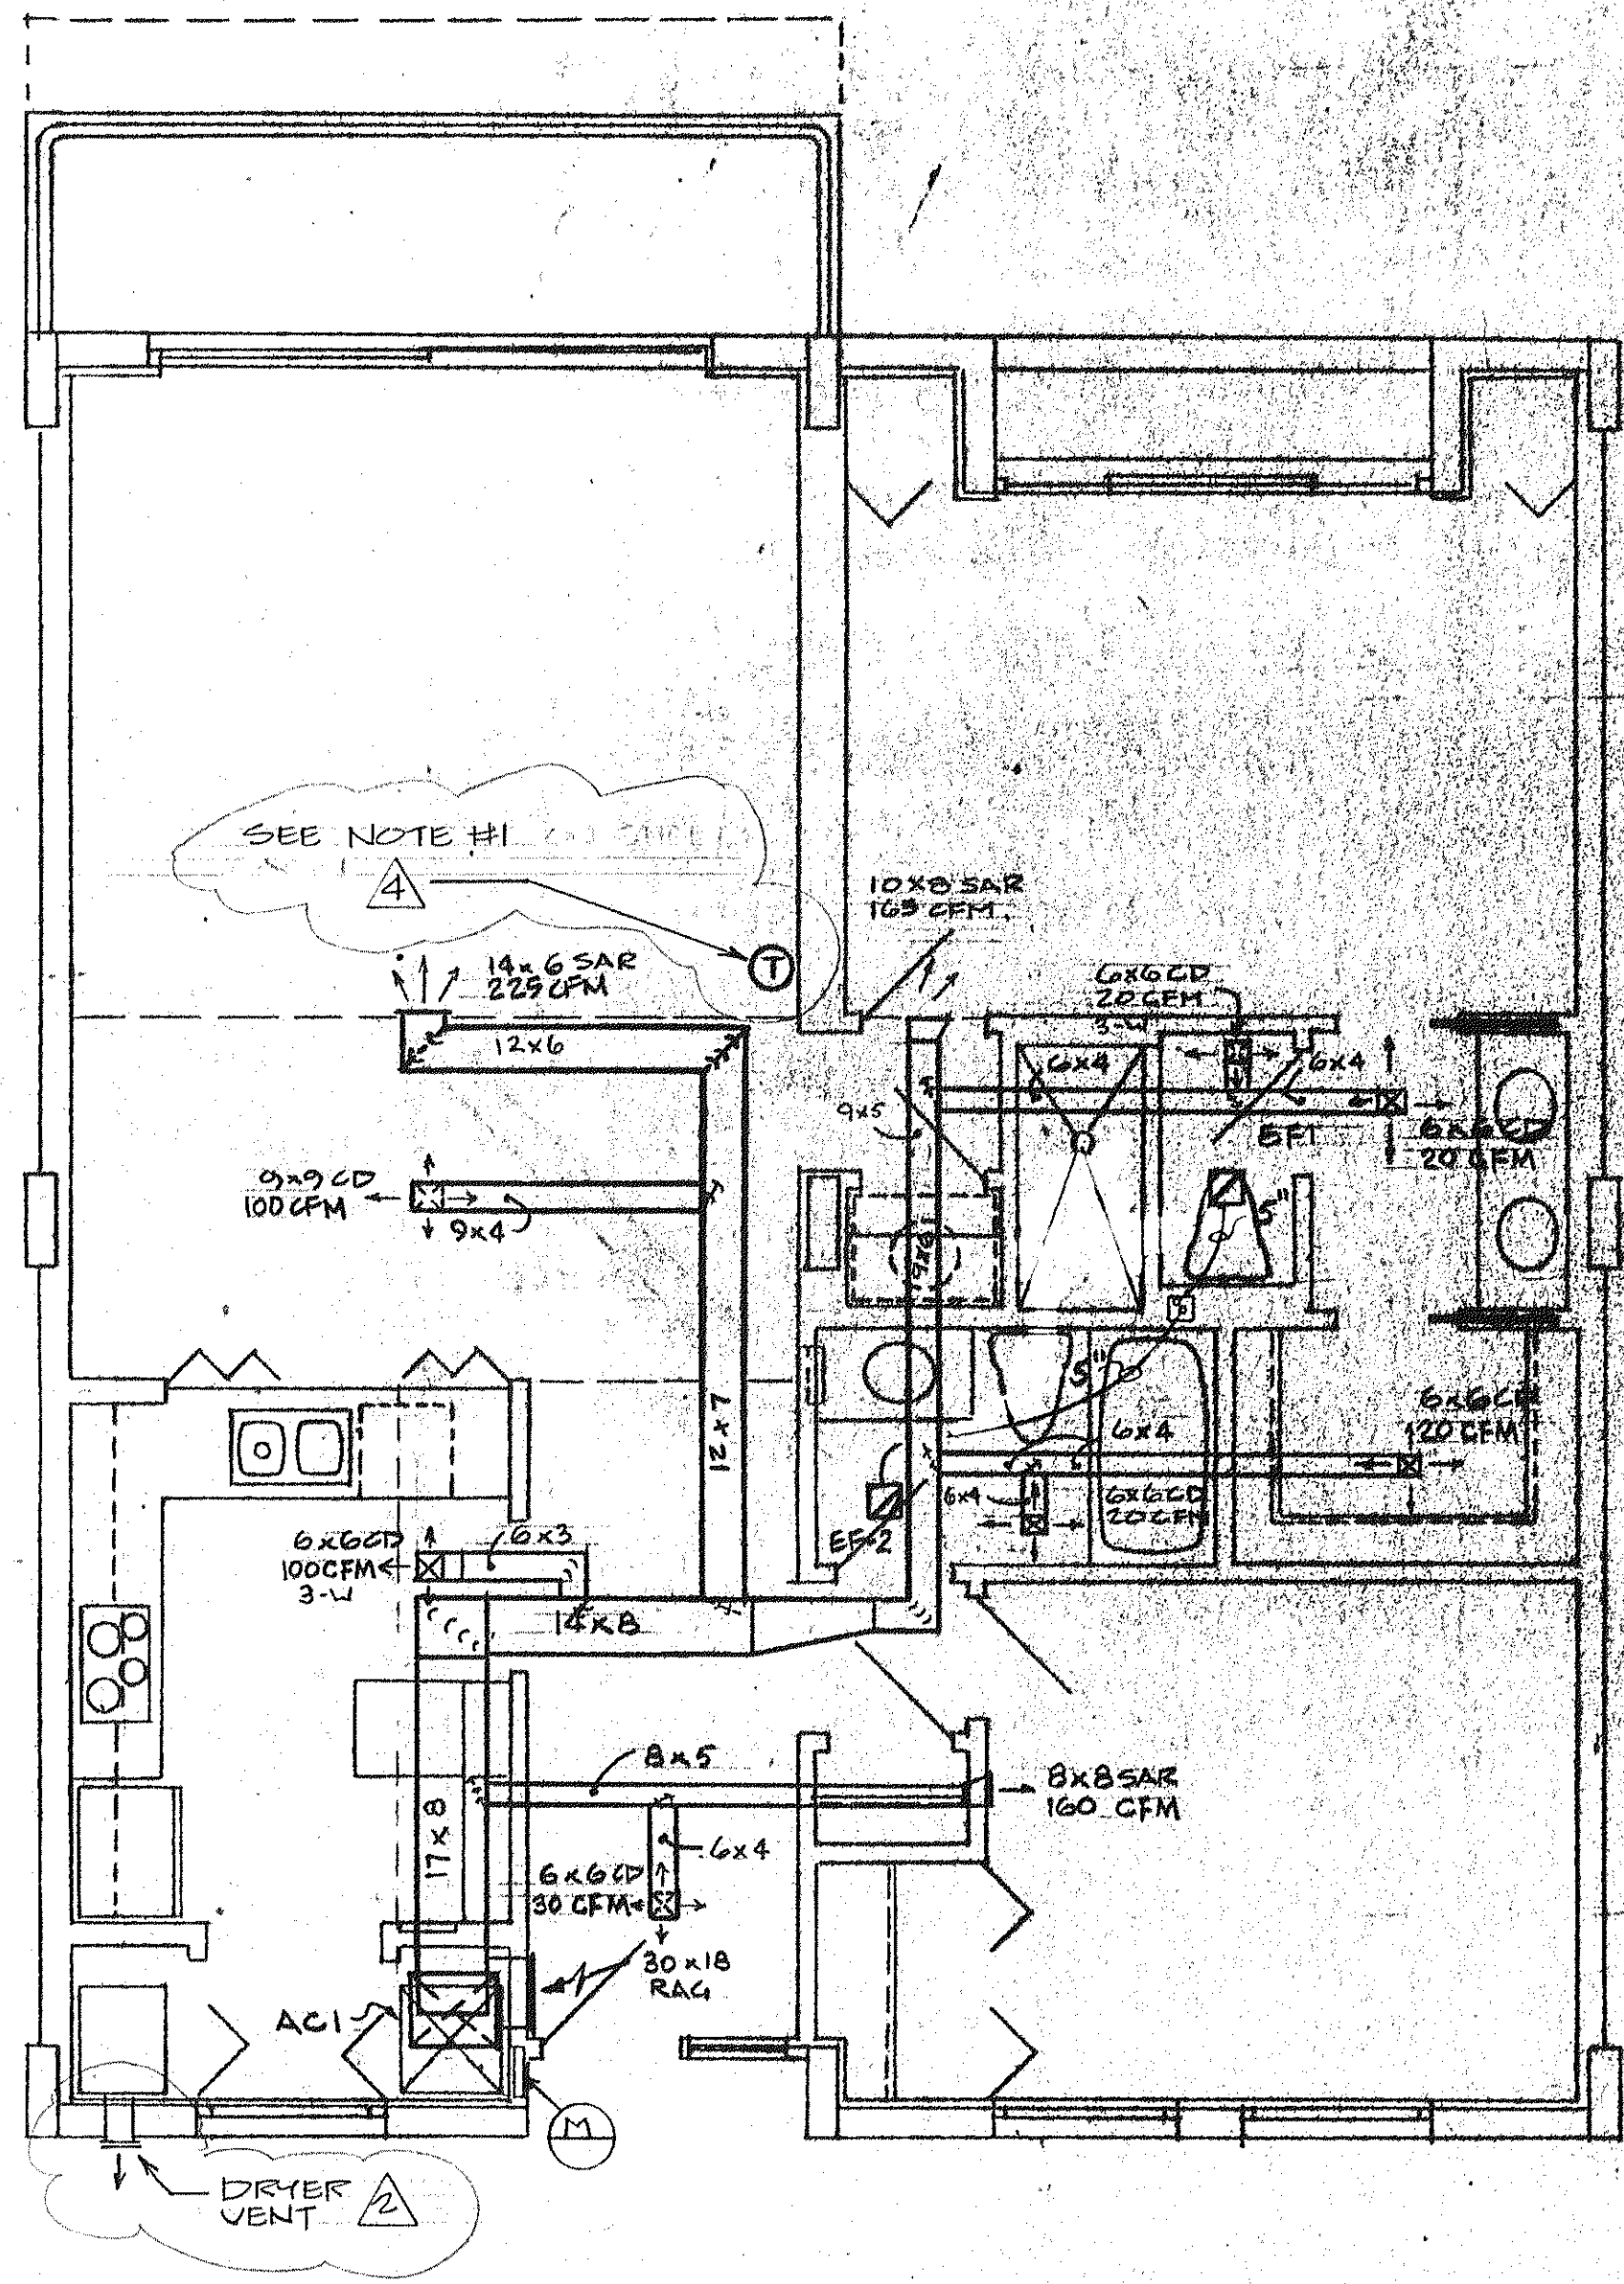 SEE NOTE #1
4
T
10x8 SAR
165 CFM.
14x6 SAR
225 CFM
6x6 CD
20 CFM
3-W
12x6
6x4
6x4
9x5
EF1
6x6 CD
20 CFM
9x9 CD
100 CFM
9x4
5"
9x6
12x7
5"
6x4
6x6 CD
120 CFM
6x4
6x6 CD
20 CFM
EF-2
6x6 CD
100 CFM
3-W
6x3
14x8
8x5
8x8 SAR
160 CFM
17x8
6x4
6x6 CD
30 CFM
30x18
RAG
AC1
M
DRYER
VENT
2